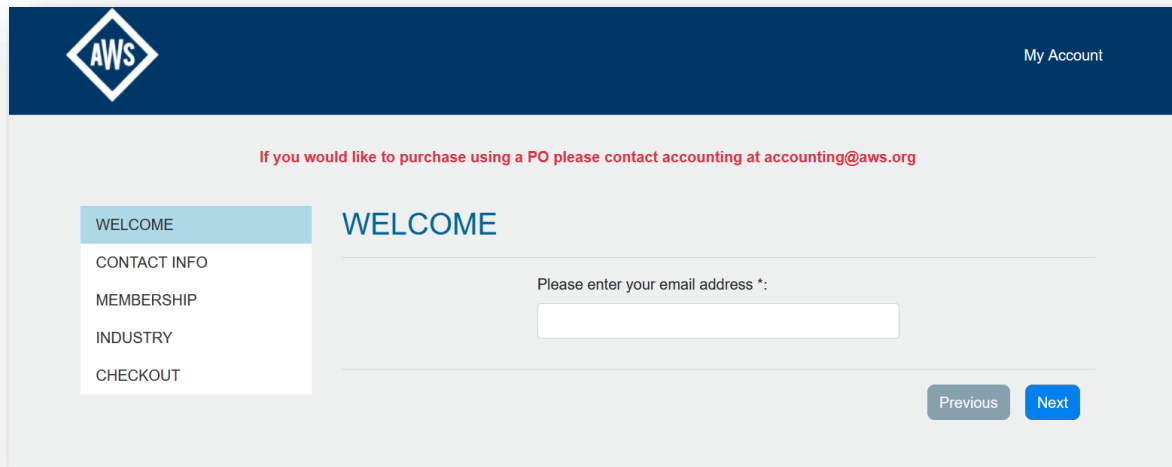 AWS
My Account
If you would like to purchase using a PO please contact accounting at accounting@aws.org
WELCOME
CONTACT INFO
MEMBERSHIP
INDUSTRY
CHECKOUT
WELCOME
Please enter your email address *:
Previous
Next